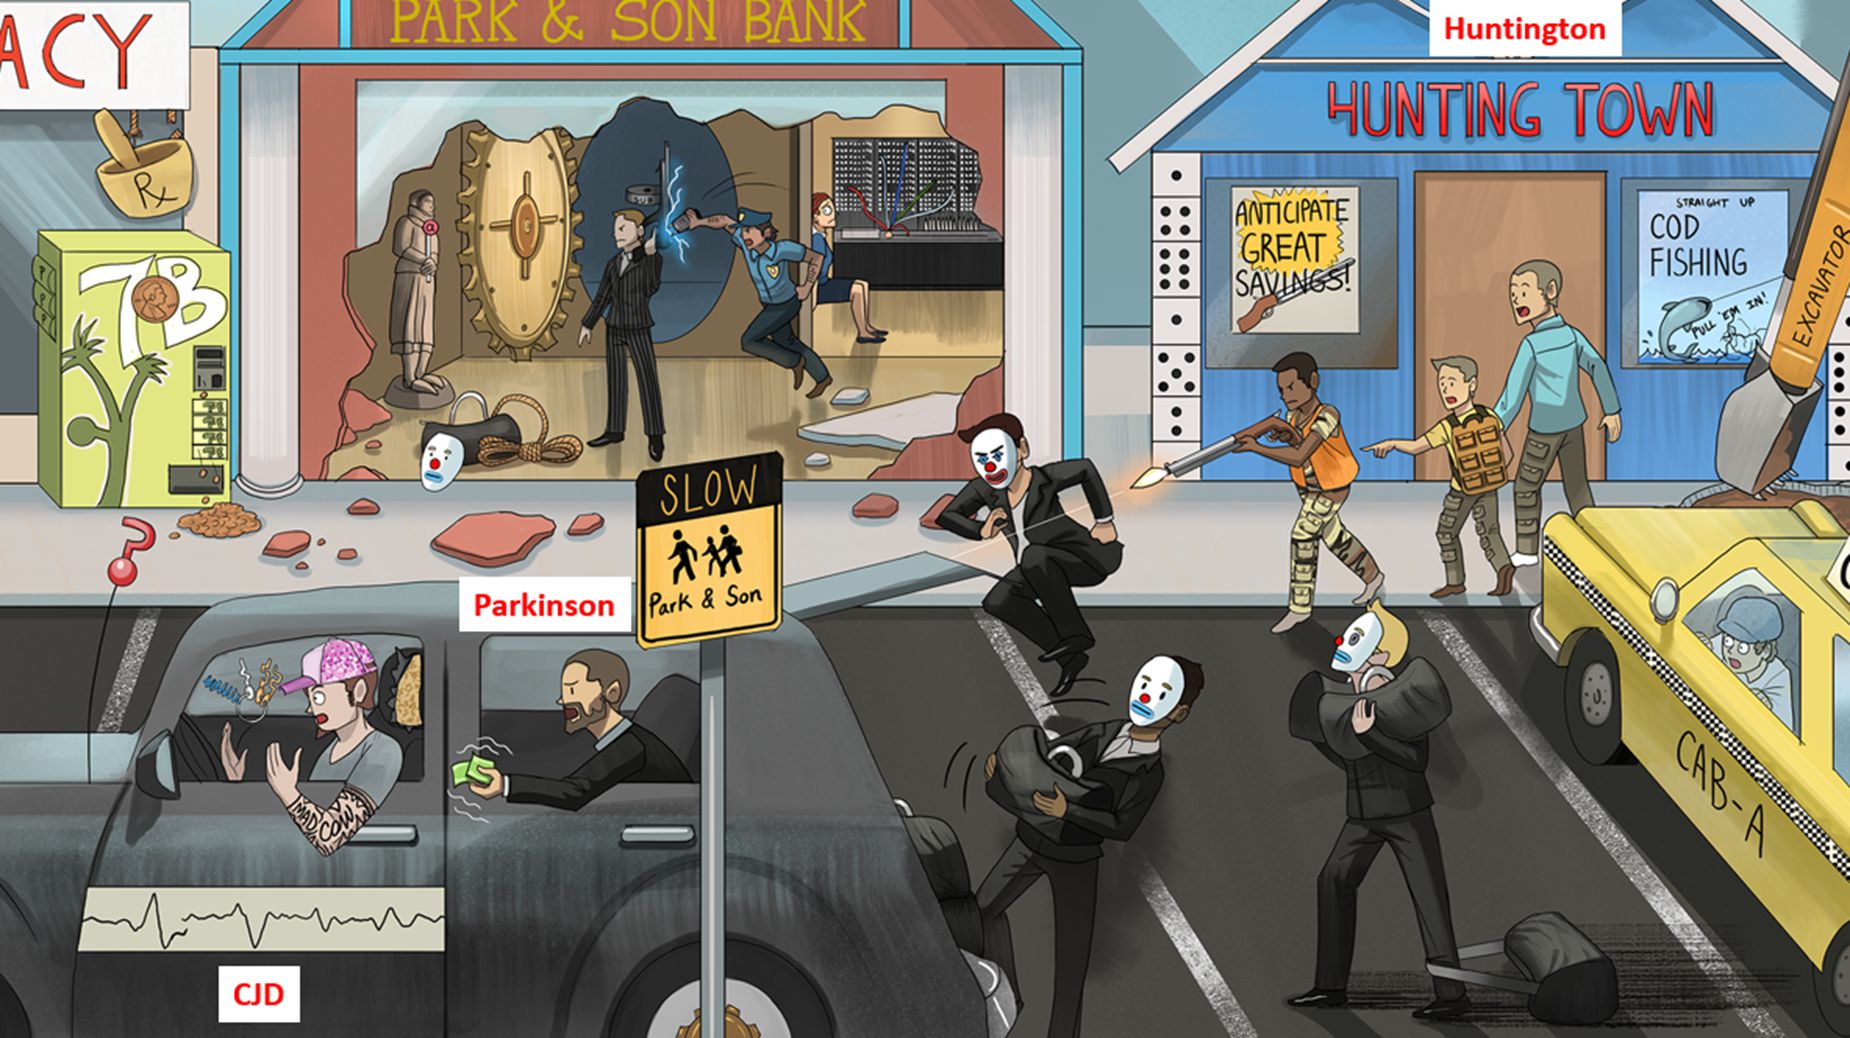 ACY
PARK & SON BANK
Huntington
HUNTING TOWN
Rx
7B
ANTICIPATE
GREAT
SAVINGS!
STRAIGHT UP
COD
FISHING
PULL 'EM IN!
EXCAVATOR
SLOW
Park & Son
Parkinson
MAD COW
CAB-A
CJD